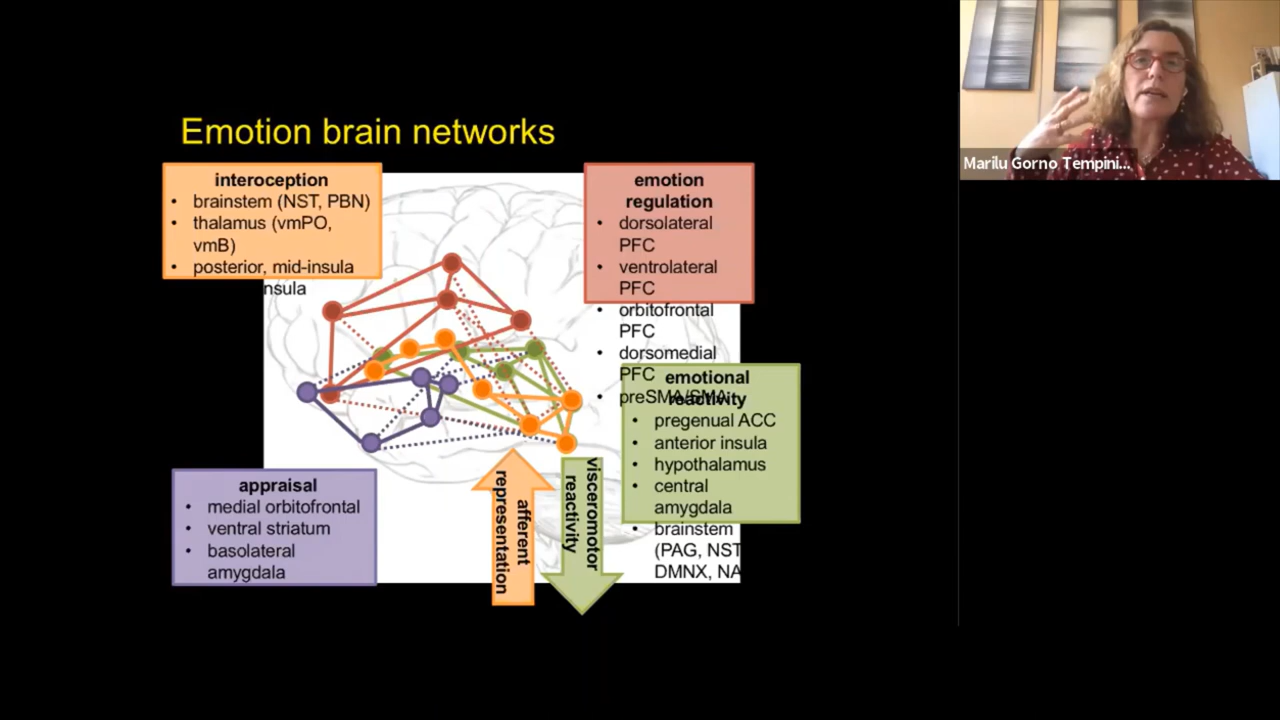 Emotion brain networks
interoception
• brainstem (NST, PBN)
• thalamus (vmPO,
vmB)
• posterior, mid-insula
nsula
emotion
regulation
• dorsolateral
PFC
• ventrolateral
PFC
• orbitofrontal
PFC
• dorsomedial
PFC
• preSMA/SMA
emotional
reactivity
• pregenual ACC
• anterior insula
• hypothalamus
• central
amygdala
• brainstem
(PAG, NST
DMNX, NA
appraisal
• medial orbitofrontal
• ventral striatum
• basolateral
amygdala
afferent
representation
visceromotor
reactivity
Marilu Gorno Tempini...